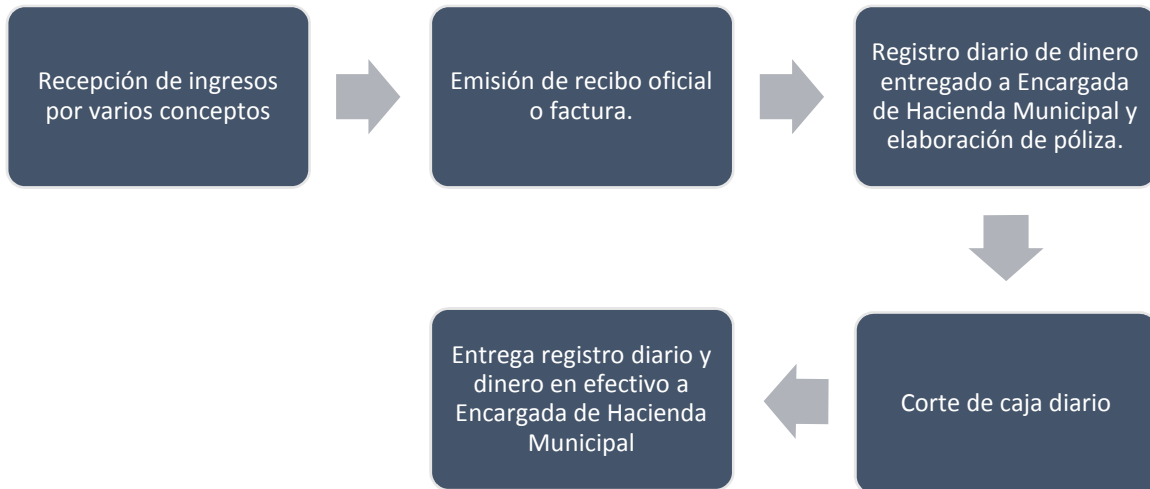 Recepción de ingresos
por varios conceptos
Emisión de recibo oficial
o factura.
Registro diario de dinero
entregado a Encargada
de Hacienda Municipal y
elaboración de póliza.
Corte de caja diario
Entrega registro diario y
dinero en efectivo a
Encargada de Hacienda
Municipal